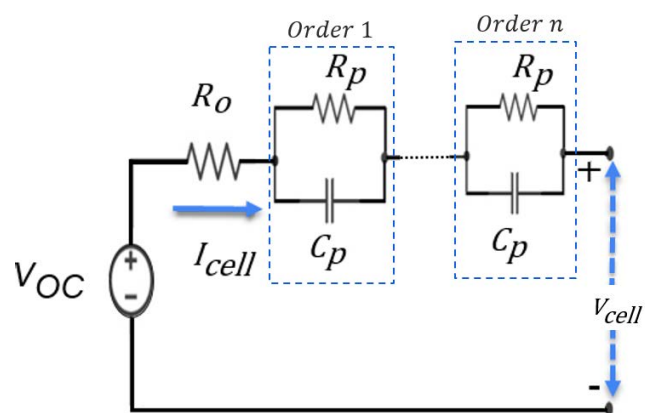 Order 1
Order n
R_p
R_p
R_o
+
I_cell
C_p
C_p
+
-
V_OC
V_cell
-